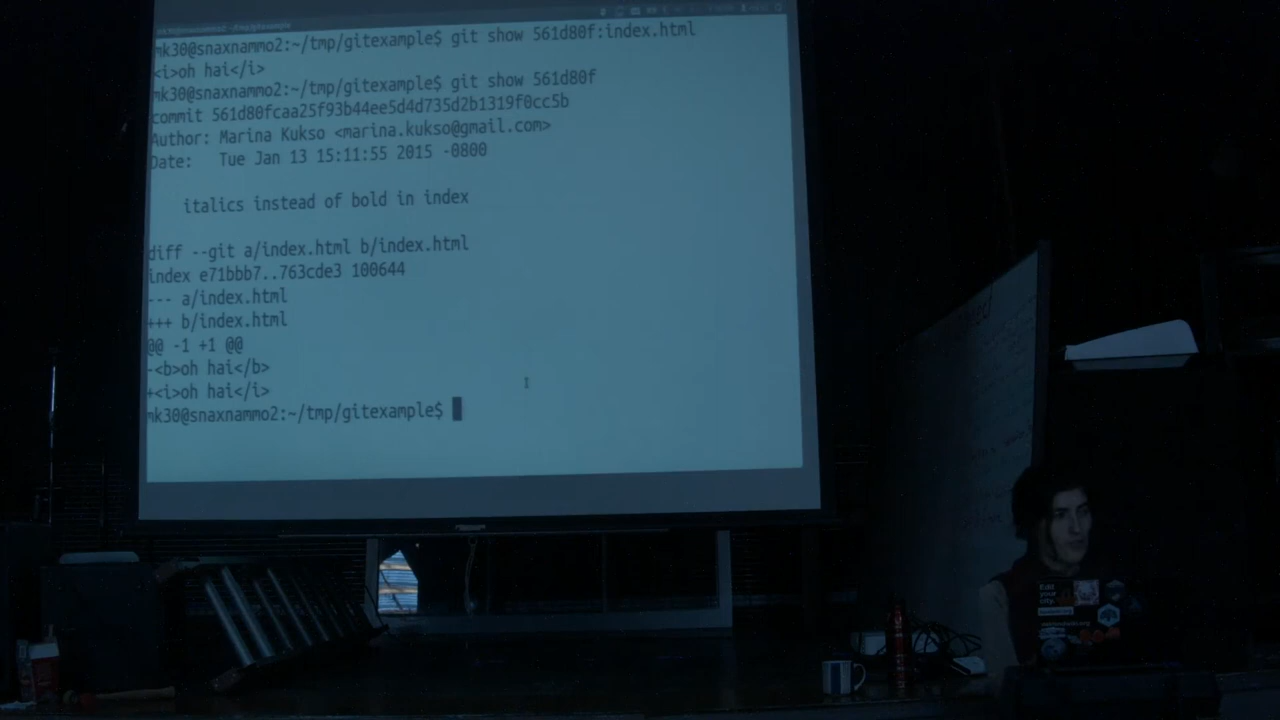 mk30@snaxnammo2:~/tmp/gitexample$ git show 561d80f:index.html
<i>oh hai</i>
mk30@snaxnammo2:~/tmp/gitexample$ git show 561d80f
commit 561d80fcaa25f93b44ee5d4d735d2b1319f0cc5b
Author: Marina Kukso <marina.kukso@gmail.com>
Date:   Tue Jan 13 15:11:55 2015 -0800
italics instead of bold in index
diff --git a/index.html b/index.html
index e71bbb7..763cde3 100644
--- a/index.html
+++ b/index.html
@@ -1 +1 @@
-<b>oh hai</b>
+<i>oh hai</i>
mk30@snaxnammo2:~/tmp/gitexample$
Edit
your
city.